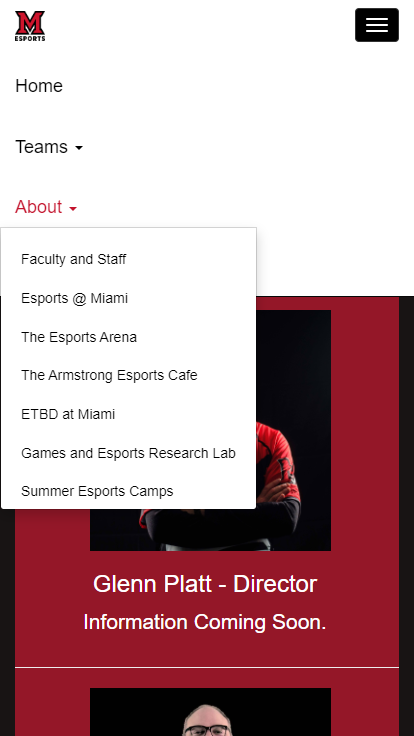 M
ESPORTS
Home
Teams
About
Faculty and Staff
Esports @ Miami
The Esports Arena
The Armstrong Esports Cafe
ETBD at Miami
Games and Esports Research Lab
Summer Esports Camps
Glenn Platt - Director
Information Coming Soon.